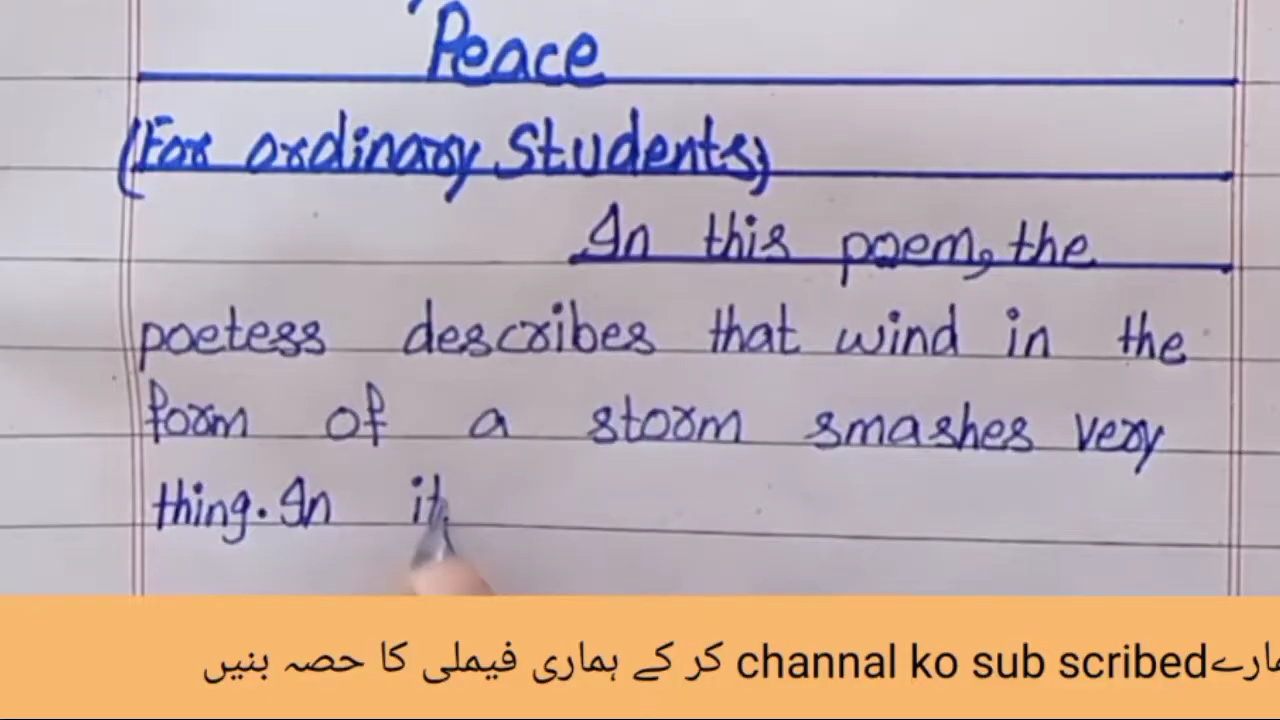 Peace
(For ordinary Students)
In this poem, the
poetess describes that wind in the
form of a storm smashes very
thing. In it
channal ko sub scribed کر کے ہماری فیملی کا حصہ بنیں